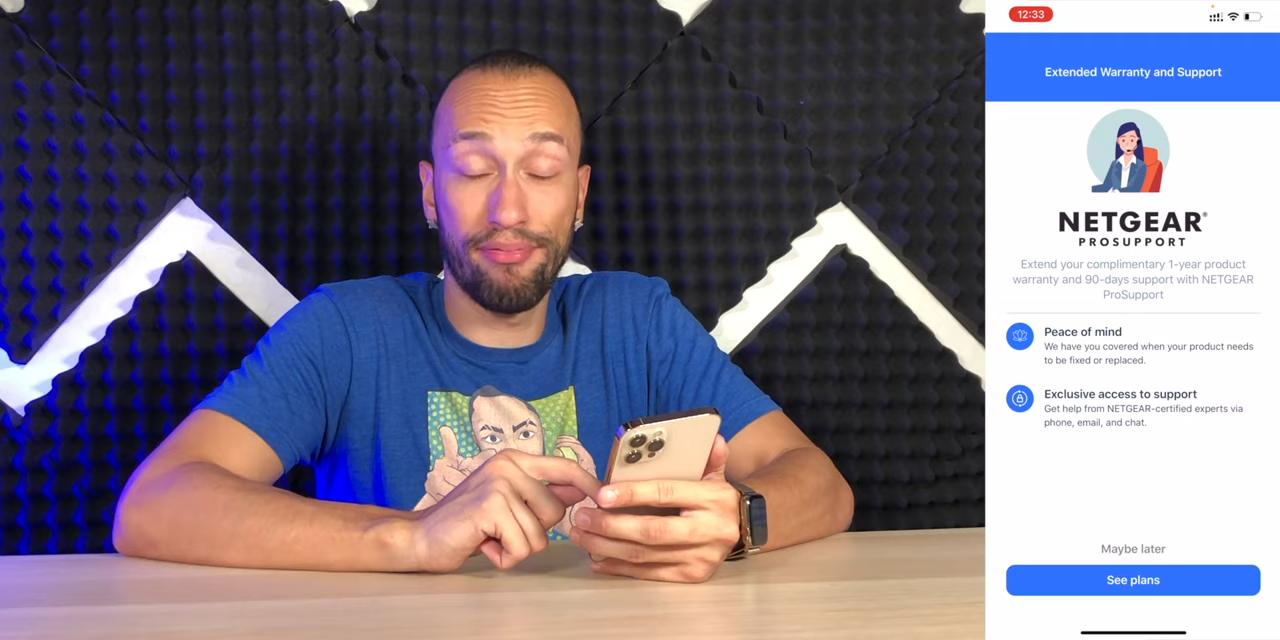 12:33
Extended Warranty and Support
NETGEAR®
PROSUPPORT
Extend your complimentary 1-year product
warranty and 90-days support with NETGEAR
ProSupport
Peace of mind
We have you covered when your product needs
to be fixed or replaced.
Exclusive access to support
Get help from NETGEAR-certified experts via
phone, email, and chat.
Maybe later
See plans